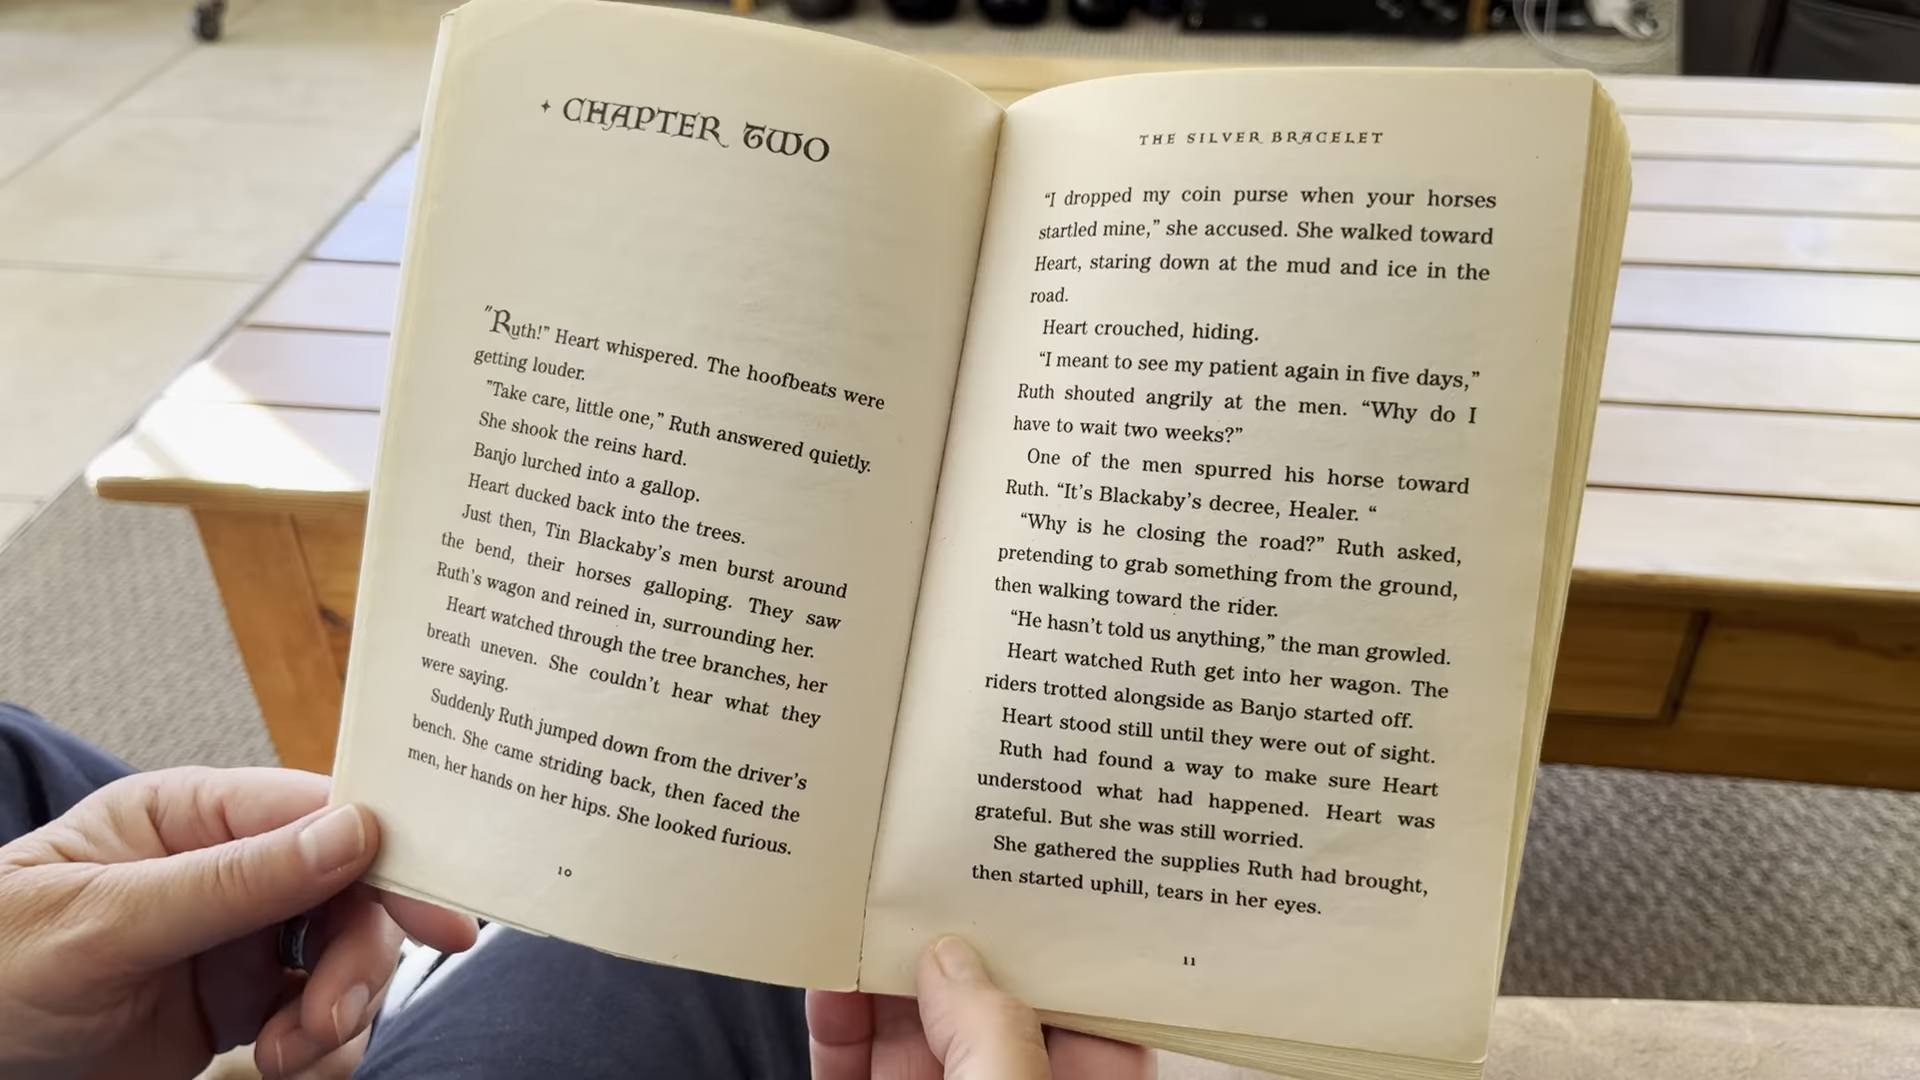 CHAPTER TWO
"Ruth!" Heart whispered. The hoofbeats were
getting louder.
"Take care, little one," Ruth answered quietly.
She shook the reins hard.
Banjo lurched into a gallop.
Heart ducked back into the trees.
Just then, Tin Blackaby's men burst around
the bend, their horses galloping. They saw
Ruth's wagon and reined in, surrounding her.
Heart watched through the tree branches, her
breath uneven. She couldn't hear what they
were saying.
Suddenly Ruth jumped down from the driver's
bench. She came striding back, then faced the
men, her hands on her hips. She looked furious.
10
THE SILVER BRACELET
“I dropped my coin purse when your horses
startled mine,” she accused. She walked toward
Heart, staring down at the mud and ice in the
road.
Heart crouched, hiding.
“I meant to see my patient again in five days,”
Ruth shouted angrily at the men. “Why do I
have to wait two weeks?”
One of the men spurred his horse toward
Ruth. “It’s Blackaby’s decree, Healer. “
“Why is he closing the road?” Ruth asked,
pretending to grab something from the ground,
then walking toward the rider.
“He hasn’t told us anything,” the man growled.
Heart watched Ruth get into her wagon. The
riders trotted alongside as Banjo started off.
Heart stood still until they were out of sight.
Ruth had found a way to make sure Heart
understood what had happened. Heart was
grateful. But she was still worried.
She gathered the supplies Ruth had brought,
then started uphill, tears in her eyes.
11